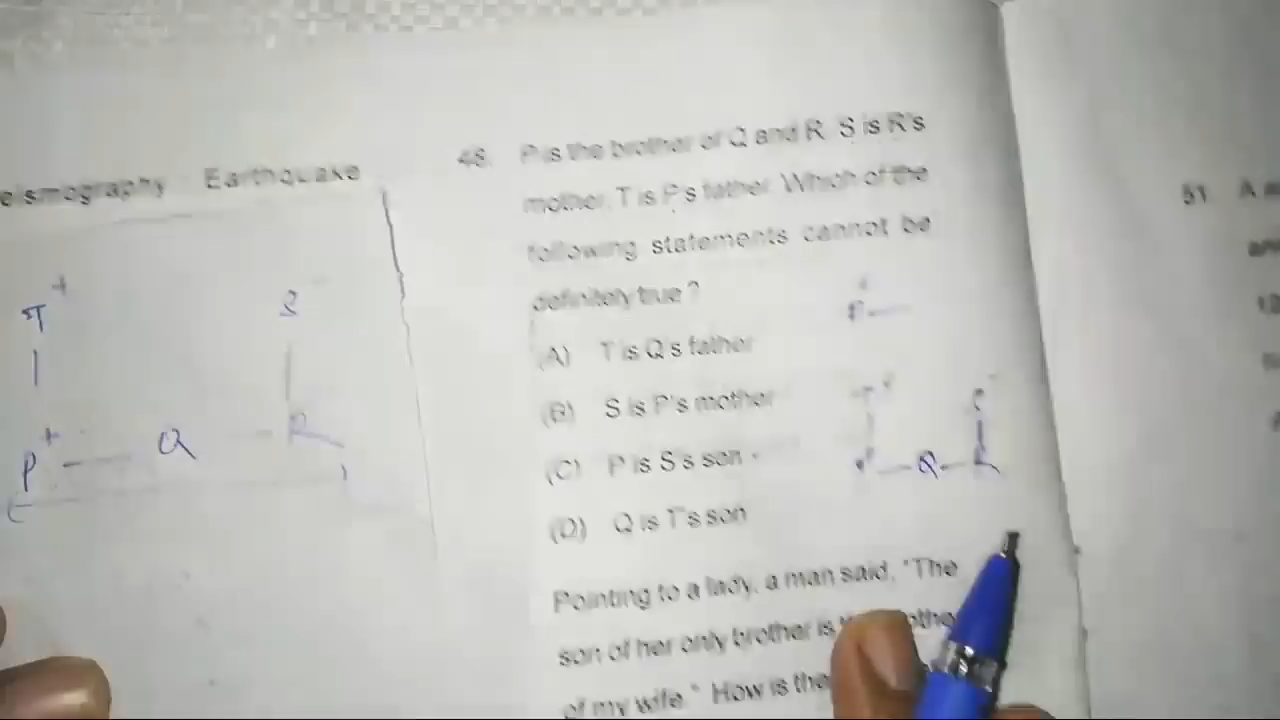 eismography Earthquake
T +
S -
P + Q R
48. P is the brother of Q and R. S is R's
mother. T is P's father. Which of the
following statements cannot be
definitely true?
(A) T is Q's father
(B) S is P's mother
(C) P is S's son
(D) Q is T's son
Q
Pointing to a lady, a man said, "The
son of her only brother is
of my wife." How is the
51. A